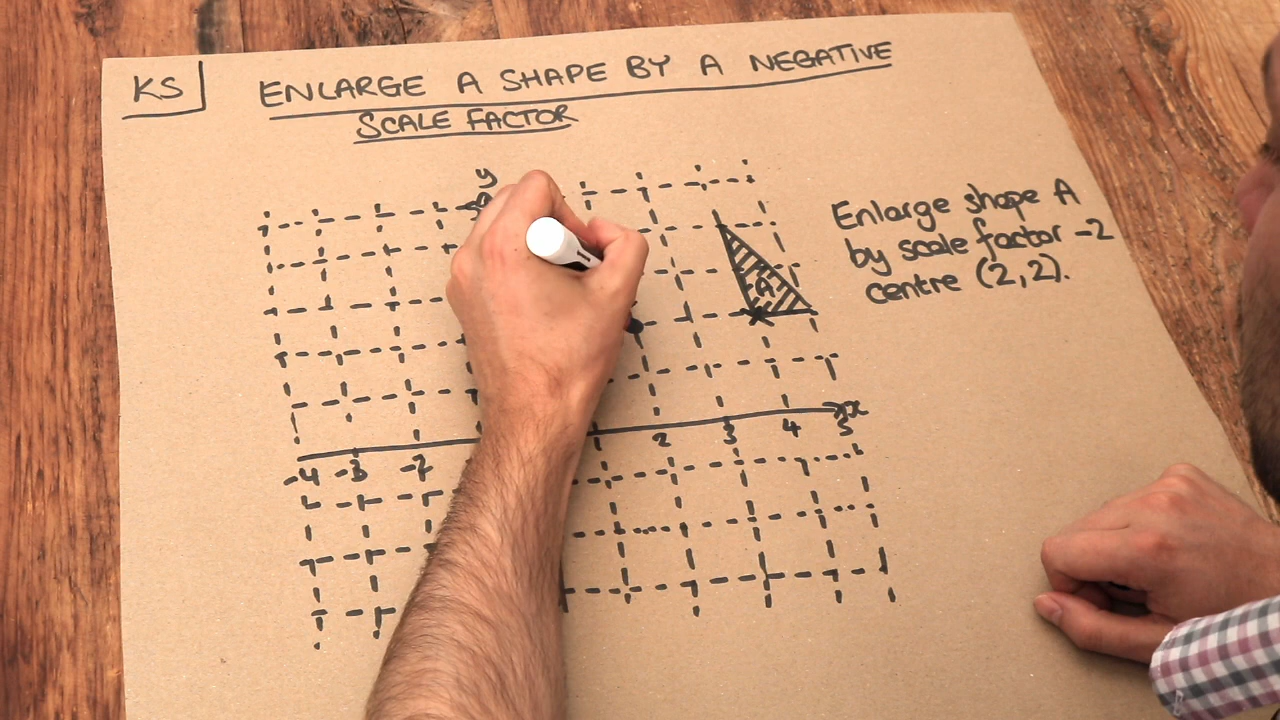 KS
ENLARGE A SHAPE BY A NEGATIVE
SCALE FACTOR
y
Enlarge shape A
by scale factor -2
centre (2,2).
A
x
-4 -3 -2 2 3 4 5